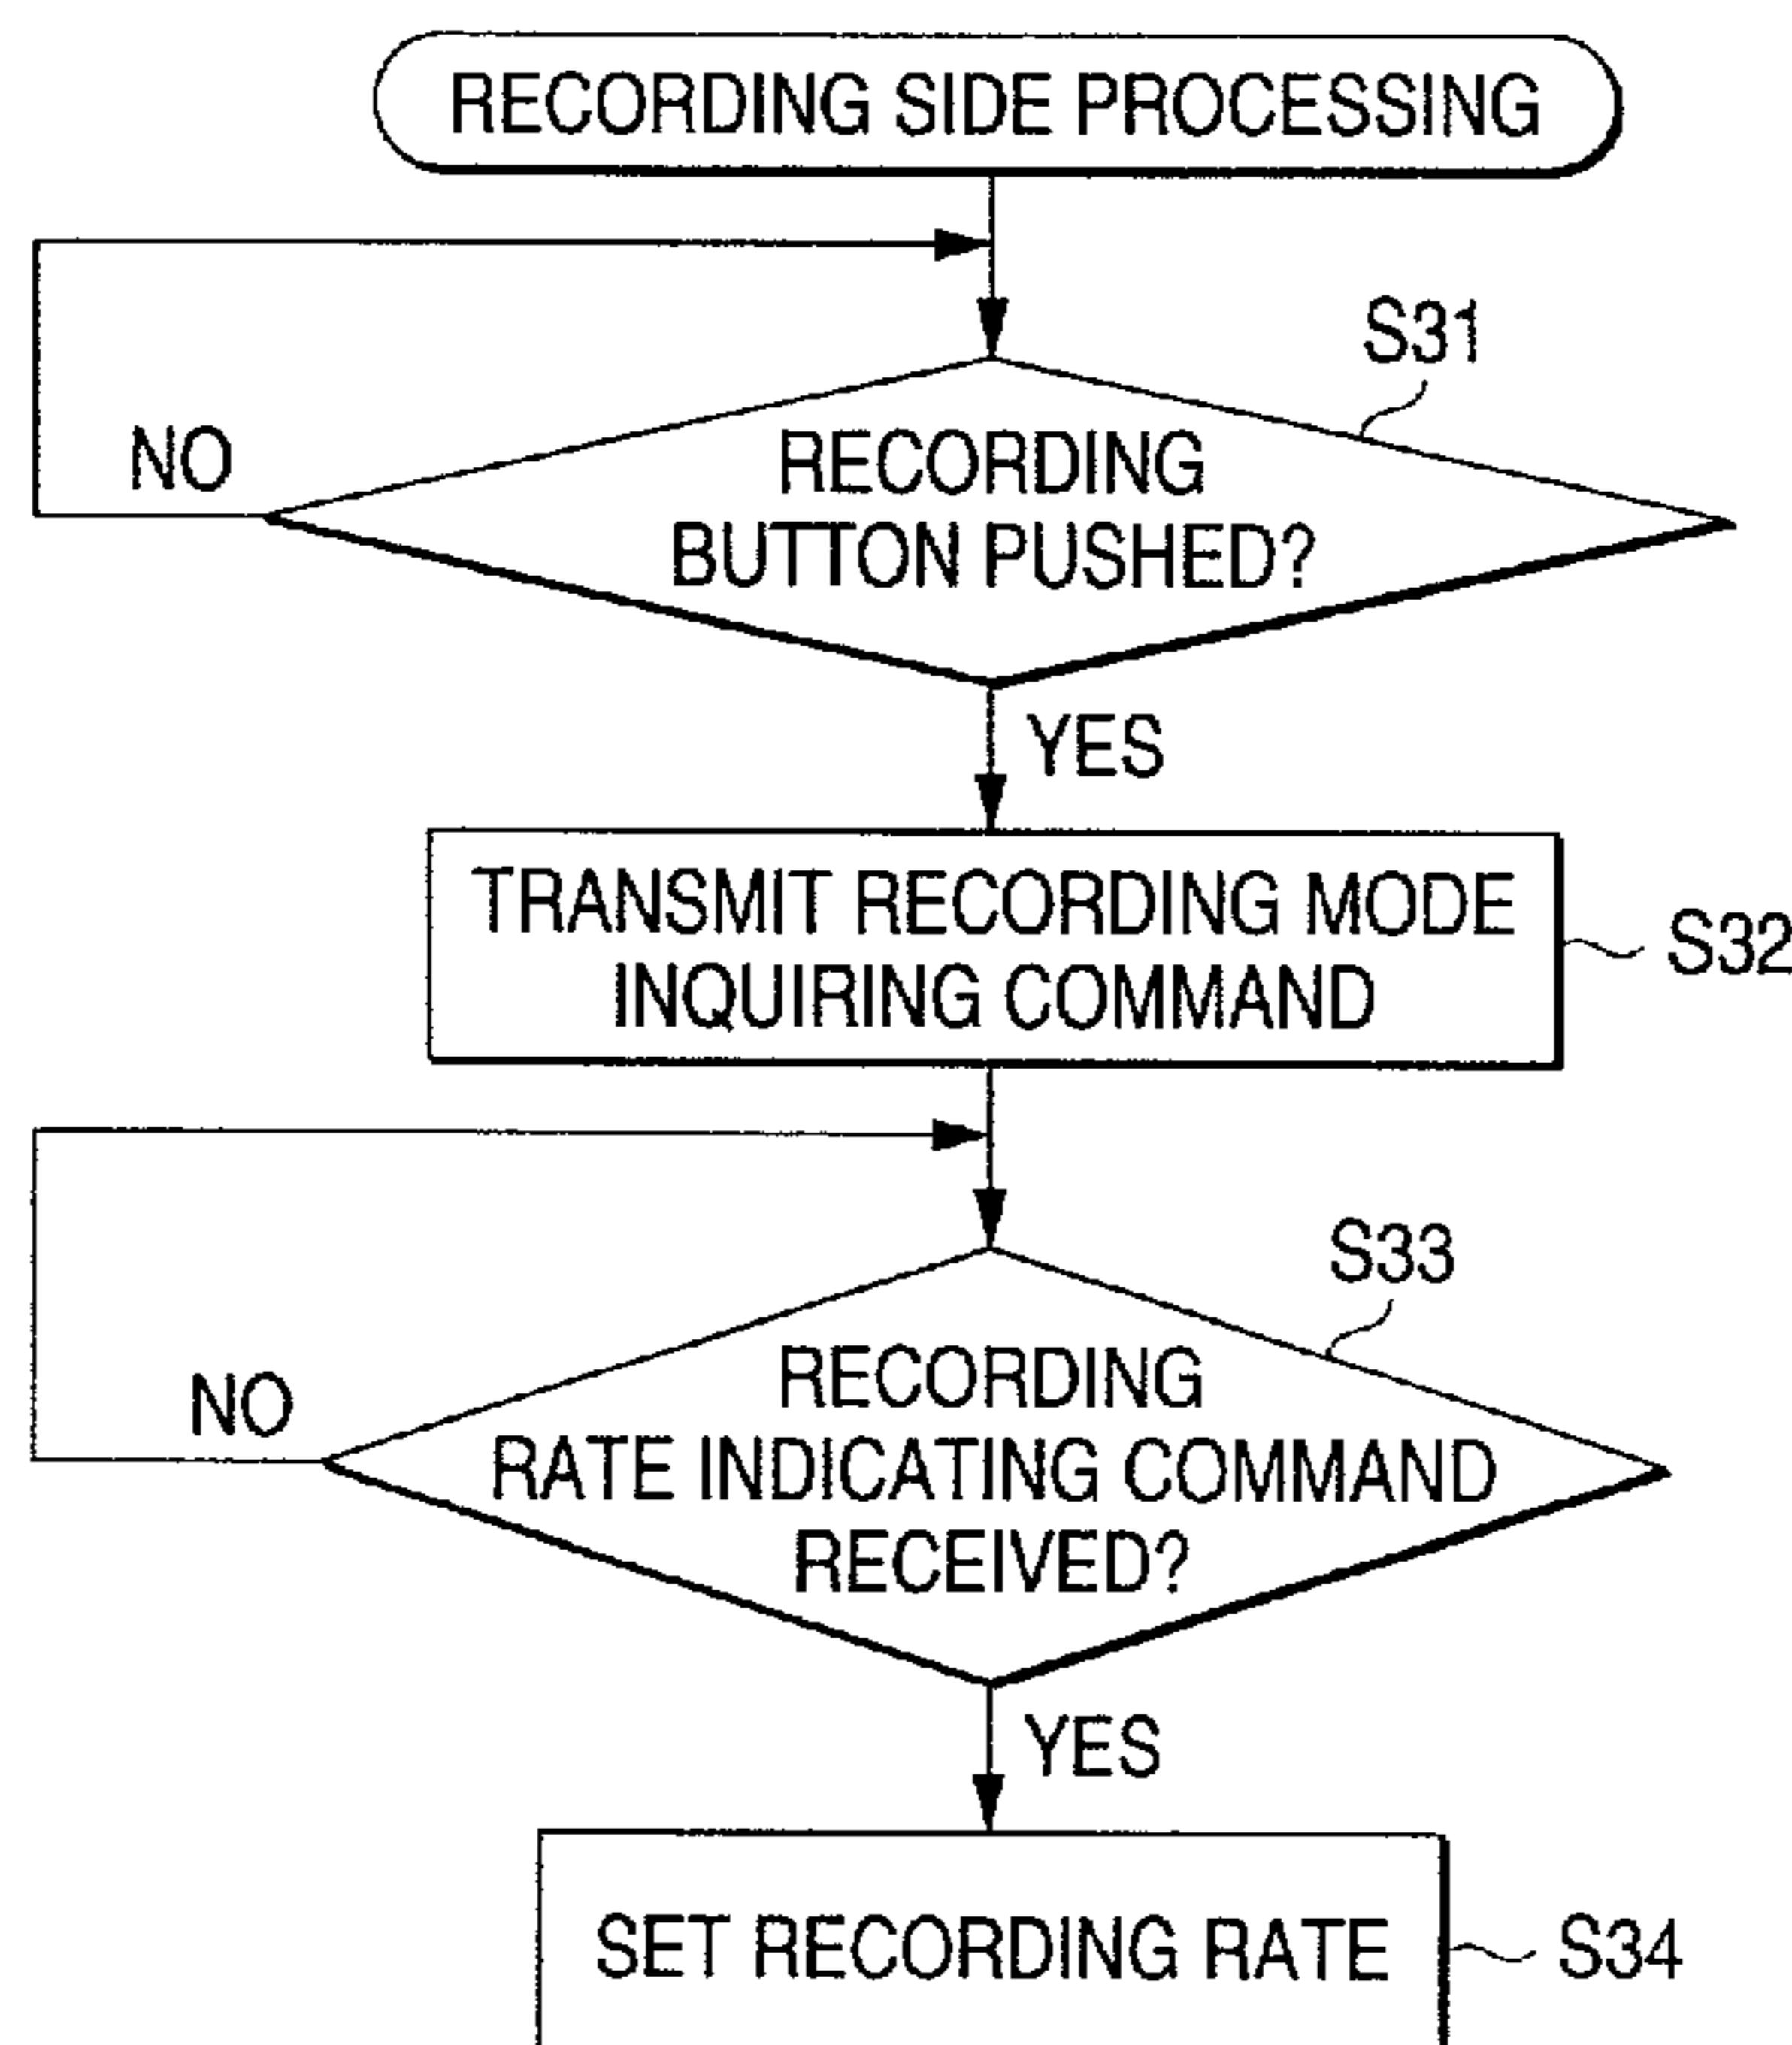 RECORDING SIDE PROCESSING
S31
NO
RECORDING
BUTTON PUSHED?
YES
TRANSMIT RECORDING MODE
INQUIRING COMMAND
S32
S33
NO
RECORDING
RATE INDICATING COMMAND
RECEIVED?
YES
SET RECORDING RATE
S34